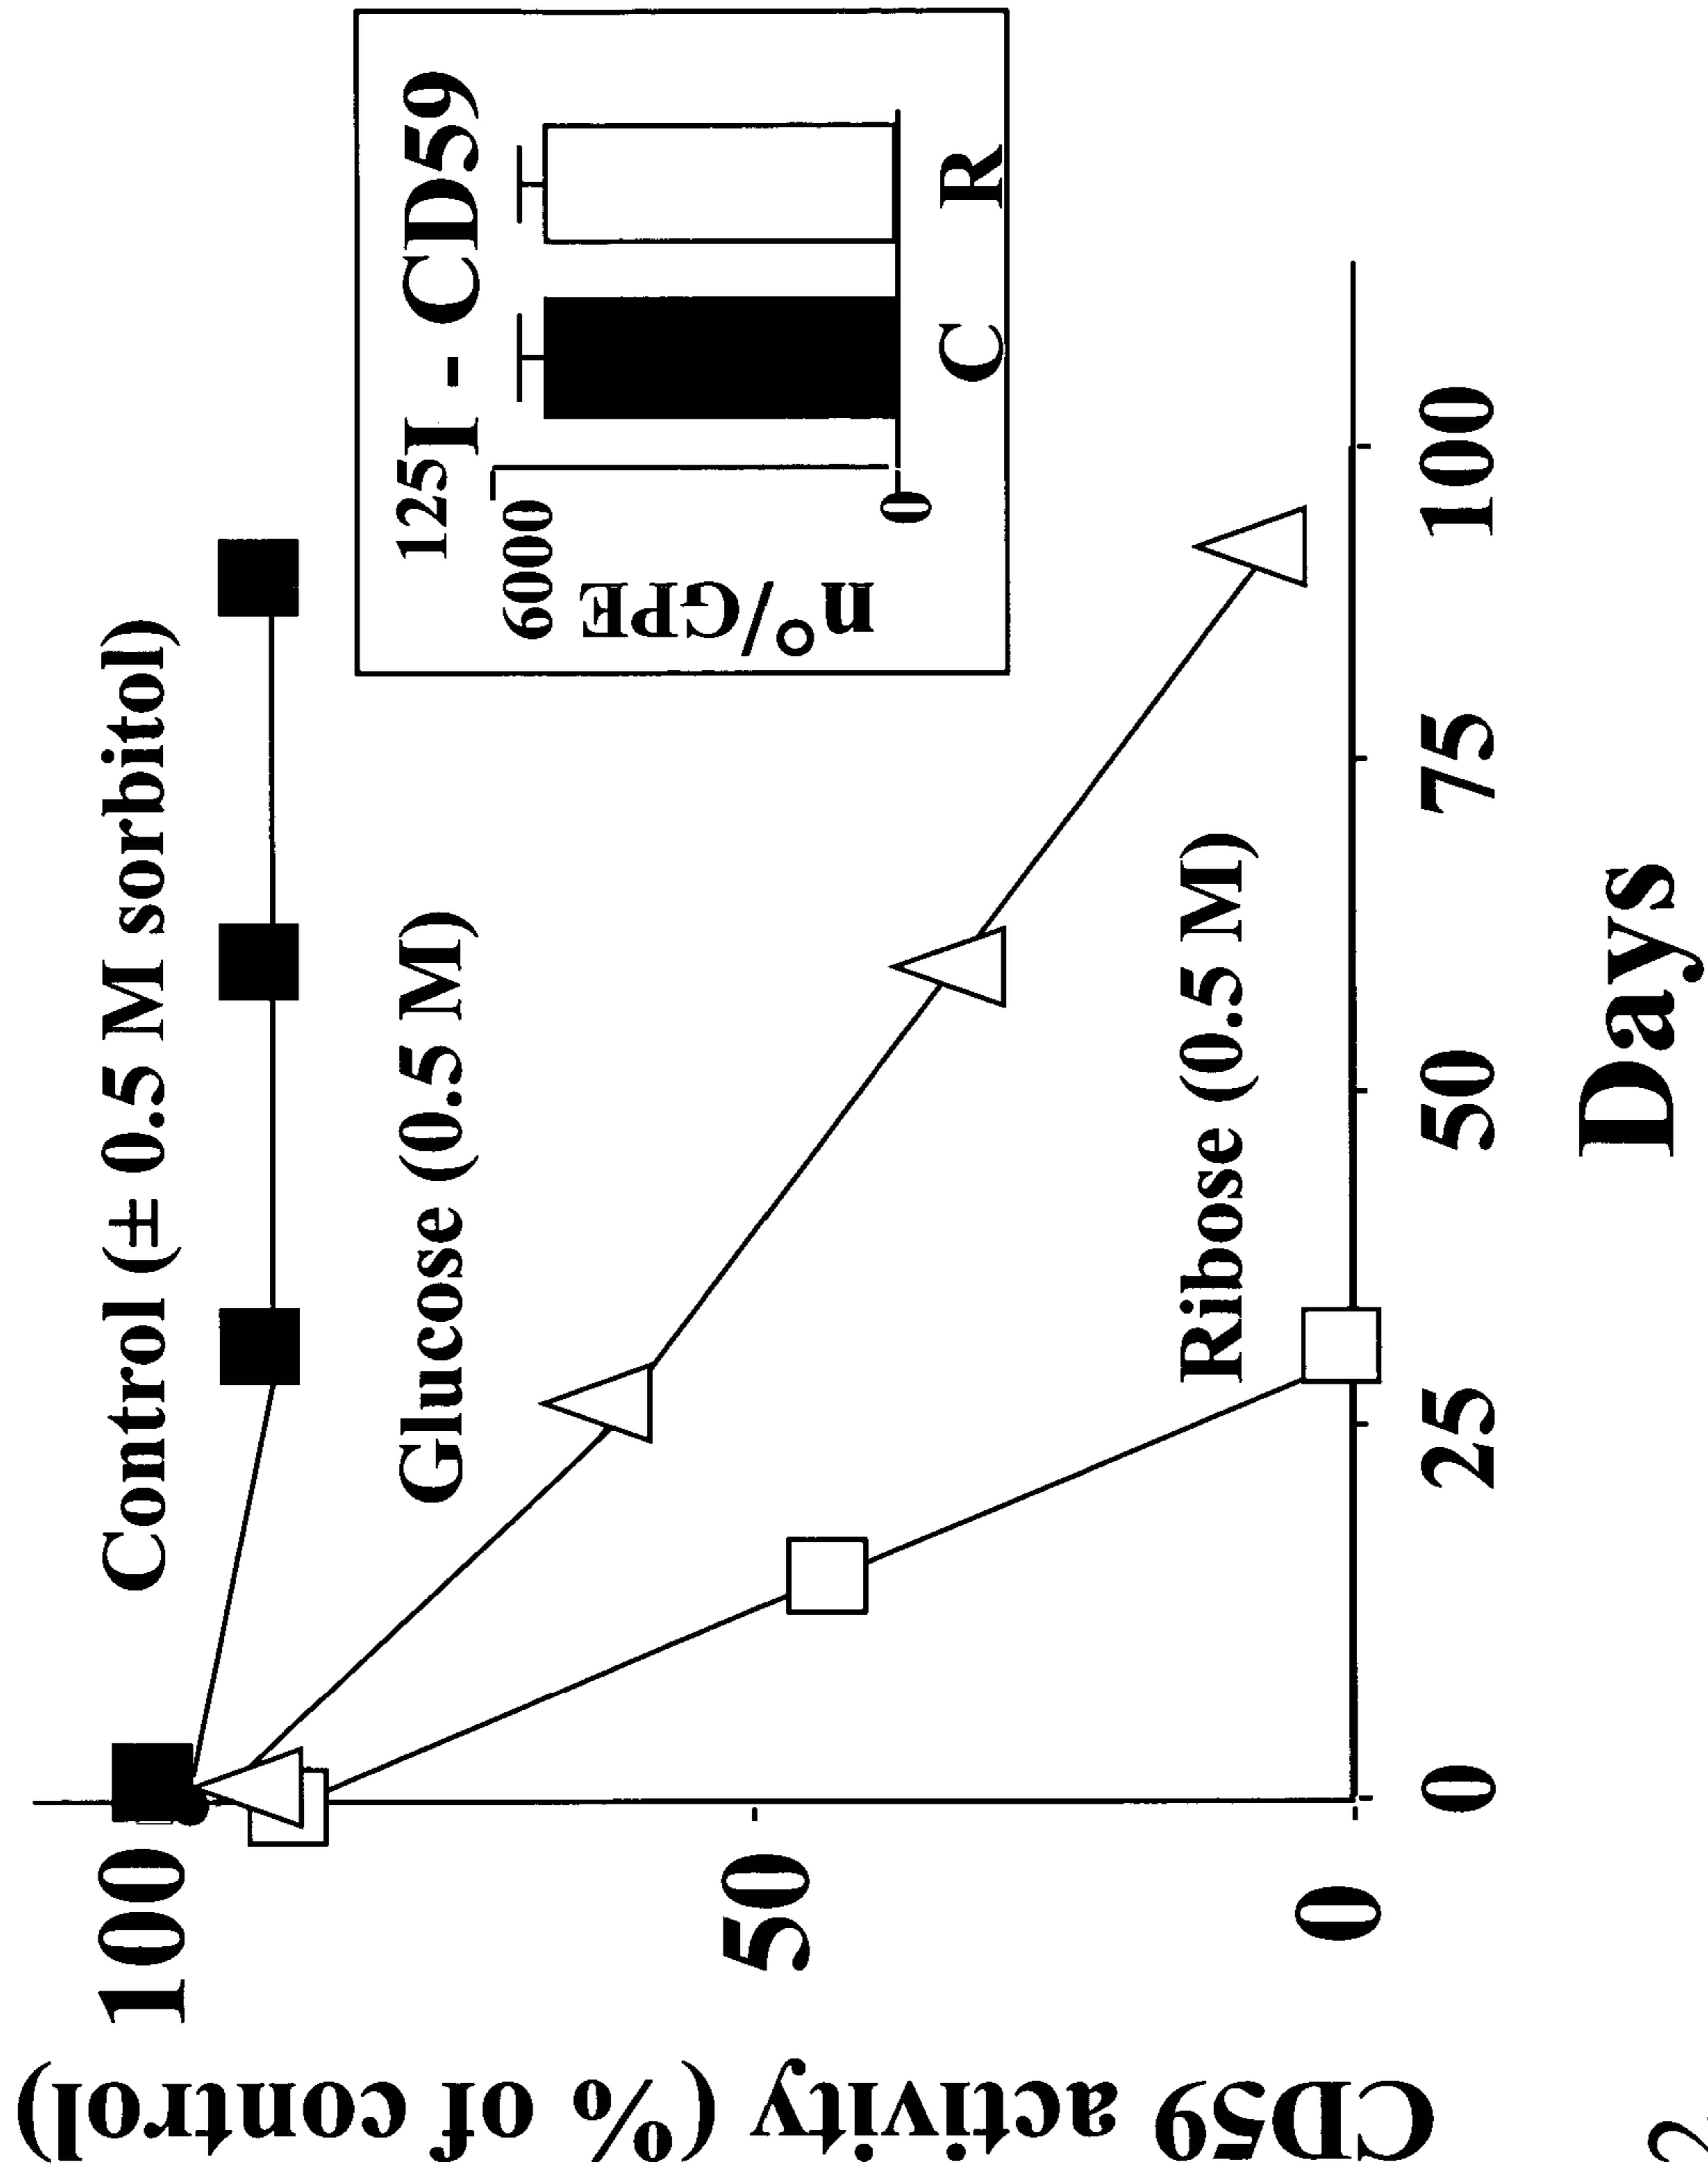 Control (± 0.5 M sorbitol)
Glucose (0.5 M)
Ribose (0.5 M)
100
50
0
CD59 activity (% of control)
0
25
50
75
100
Days
125I - CD59
6000
0
n°/GPE
C
R
2